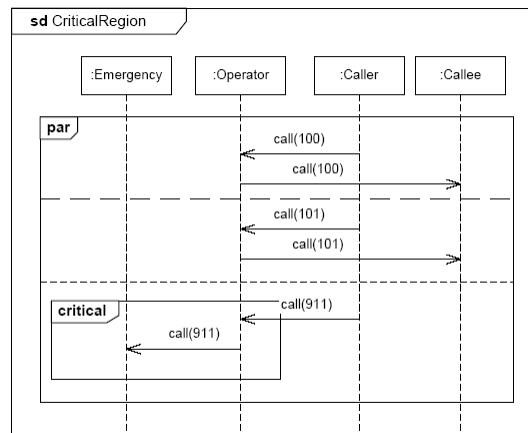 sd CriticalRegion
:Emergency :Operator :Caller :Callee
par
call(100)
call(100)
call(101)
call(101)
critical call(911)
call(911)